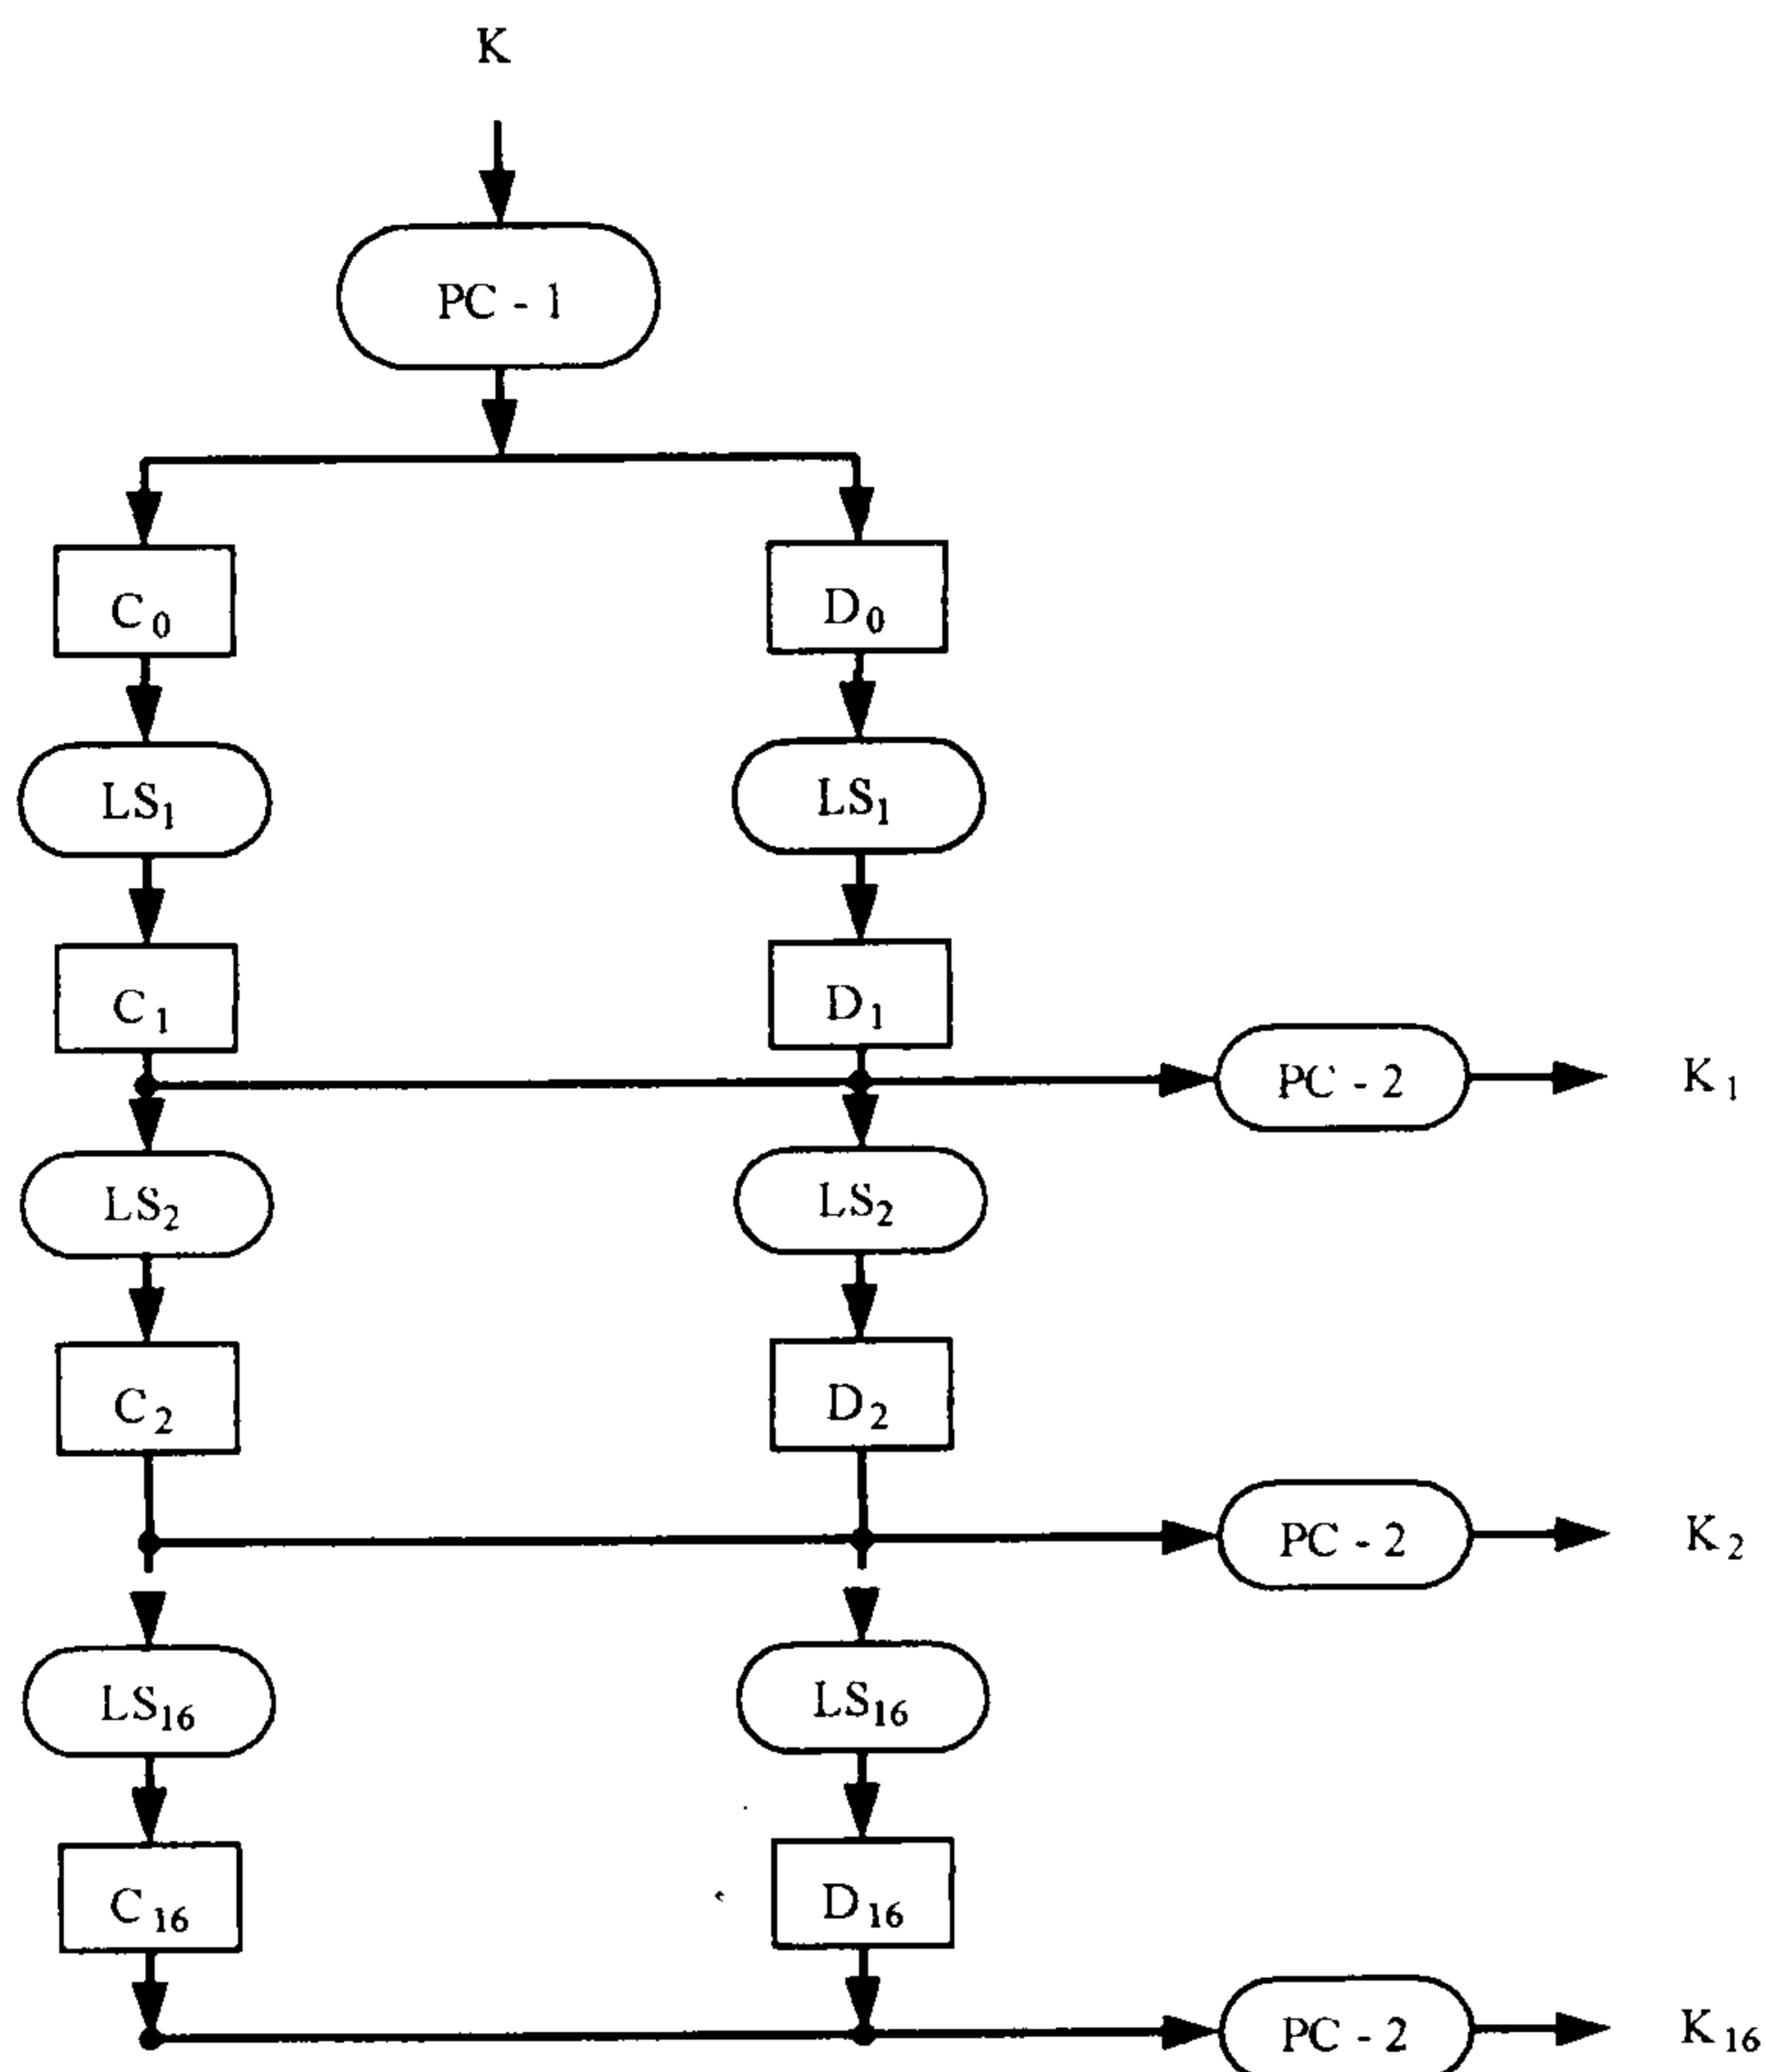 K
PC - 1
C0 D0
LS1 LS1
C1 D1
PC - 2 K1
LS2 LS2
C2 D2
PC - 2 K2
LS16 LS16
C16 D16
PC - 2 K16